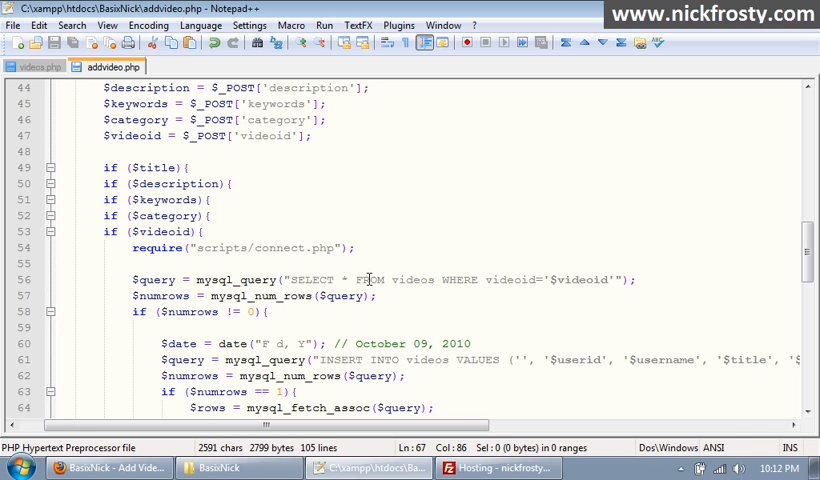 C:\xampp\htdocs\BasixNick\addvideo.php - Notepad++
www.nickfrosty.com
File Edit Search View Encoding Language Settings Macro Run TextFX Plugins Window ?
videos.php addvideo.php
44 $description = $_POST['description'];
45 $keywords = $_POST['keywords'];
46 $category = $_POST['category'];
47 $videoid = $_POST['videoid'];
48
49 if ($title){
50 if ($description){
51 if ($keywords){
52 if ($category){
53 if ($videoid){
54 require("scripts/connect.php");
55
56 $query = mysql_query("SELECT * FROM videos WHERE videoid='$videoid'");
57 $numrows = mysql_num_rows($query);
58 if ($numrows != 0){
59
60 $date = date("F d, Y"); // October 09, 2010
61 $query = mysql_query("INSERT INTO videos VALUES ('', '$userid', '$username', '$title', '$
62 $numrows = mysql_num_rows($query);
63 if ($numrows == 1){
64 $rows = mysql_fetch_assoc($query);
PHP Hypertext Preprocessor file 2591 chars 2799 bytes 105 lines Ln : 67 Col : 86 Sel : 0 (0 bytes) in 0 ranges Dos\Windows ANSI INS
BasixNick - Add Vide... BasixNick C:\xampp\htdocs\Ba... Hosting - nickfrosty... 10:12 PM